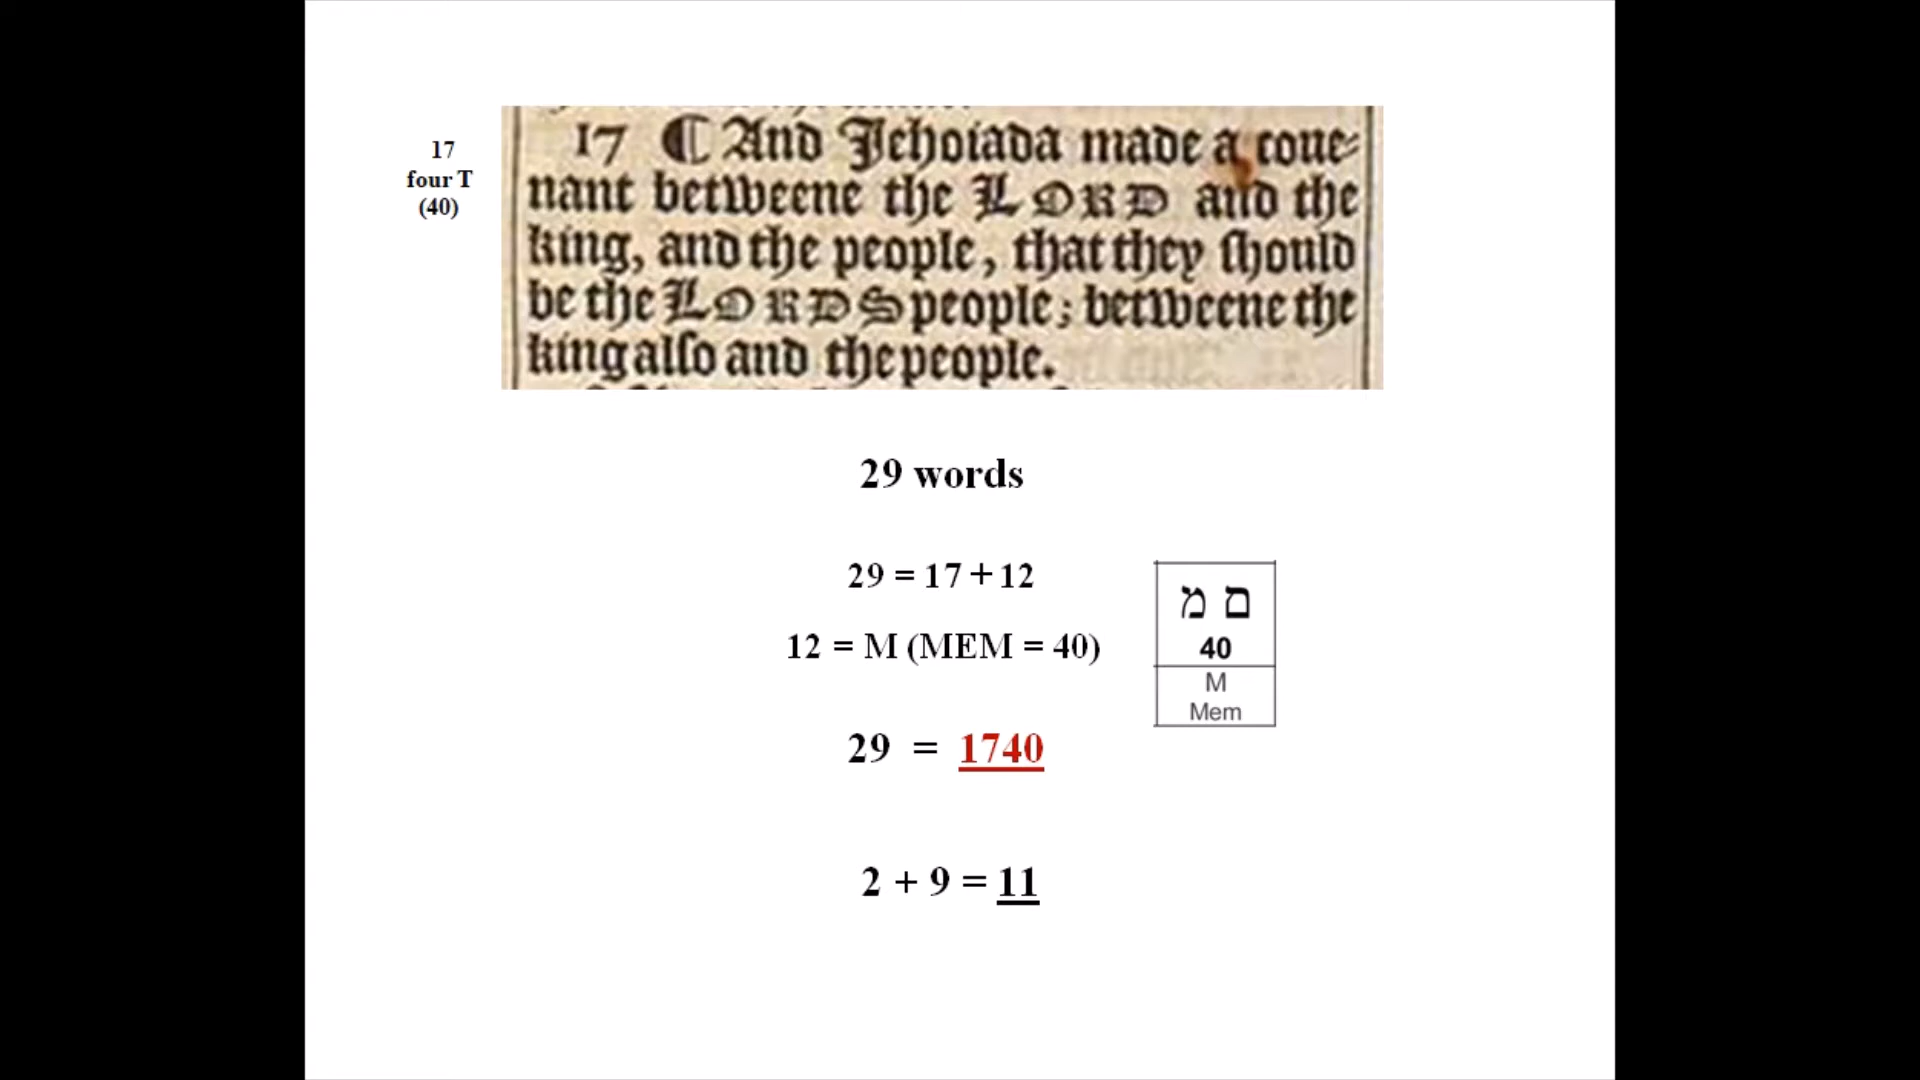 17
four T
(40)
17 ¶ And Jehoiada made a coue-
nant betweene the LORD and the
king, and the people, that they ſhould
be the LORDS people; betweene the
king alſo and the people.
29 words
29 = 17 + 12
12 = M (MEM = 40)
מ ם
40
M
Mem
29 = 1740
2 + 9 = 11